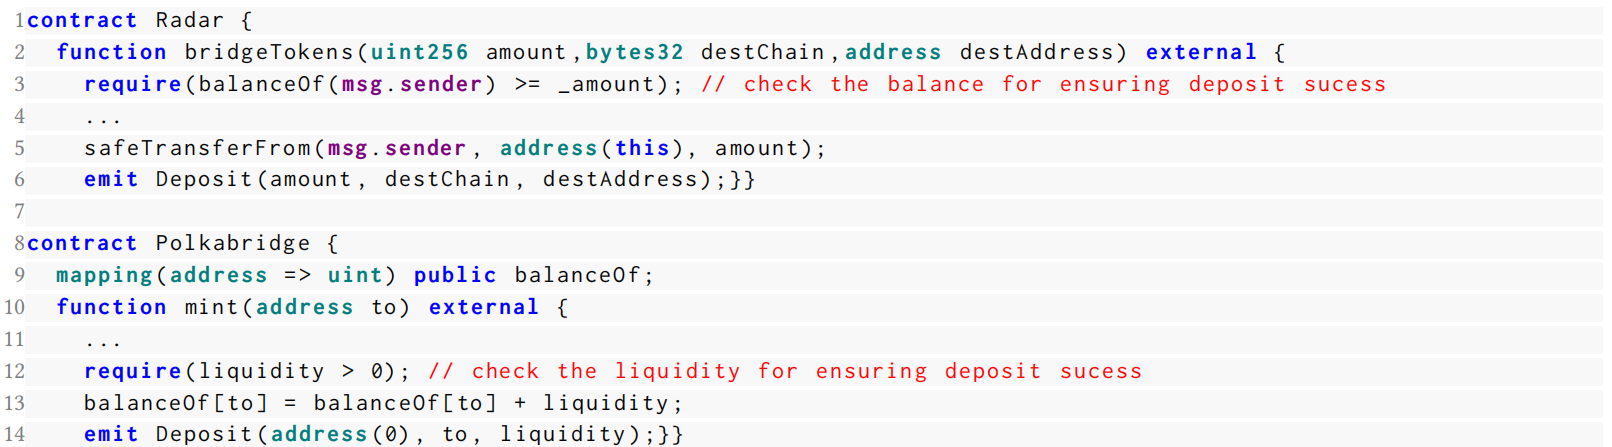 1contract Radar {
2  function bridgeTokens(uint256 amount,bytes32 destChain,address destAddress) external {
3    require(balanceOf(msg.sender) >= _amount); // check the balance for ensuring deposit sucess
4    ...
5    safeTransferFrom(msg.sender, address(this), amount);
6    emit Deposit(amount, destChain, destAddress);}}
7
8contract Polkabridge {
9  mapping(address => uint) public balanceOf;
10  function mint(address to) external {
11    ...
12    require(liquidity > 0); // check the liquidity for ensuring deposit sucess
13    balanceOf[to] = balanceOf[to] + liquidity;
14    emit Deposit(address(0), to, liquidity);}}